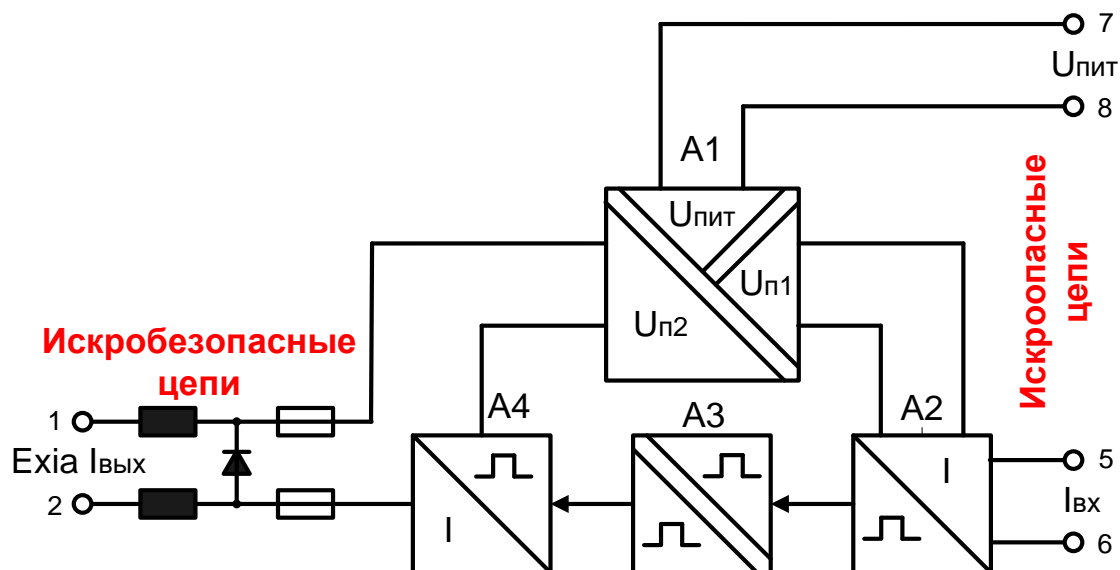 7
Uпит
8
A1
Искроопасные
цепи
Uпит
Uп1
Uп2
Искробезопасные
цепи
1
Exia Iвых
2
A4
A3
A2
I
I
5
Iвх
6